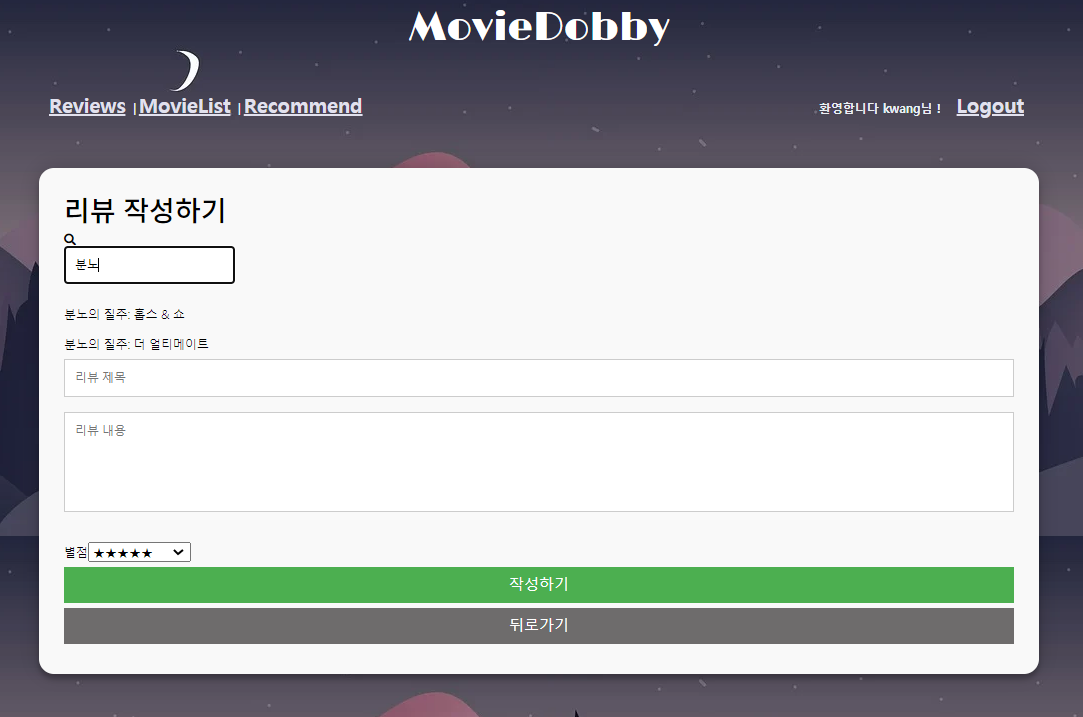 MovieDobby
Reviews | MovieList | Recommend
환영합니다 kwang님 ! Logout
리뷰 작성하기
분노
분노의 질주: 홉스 & 쇼
분노의 질주: 더 얼티메이트
리뷰 제목
리뷰 내용
별점 ★★★★★
작성하기
뒤로가기